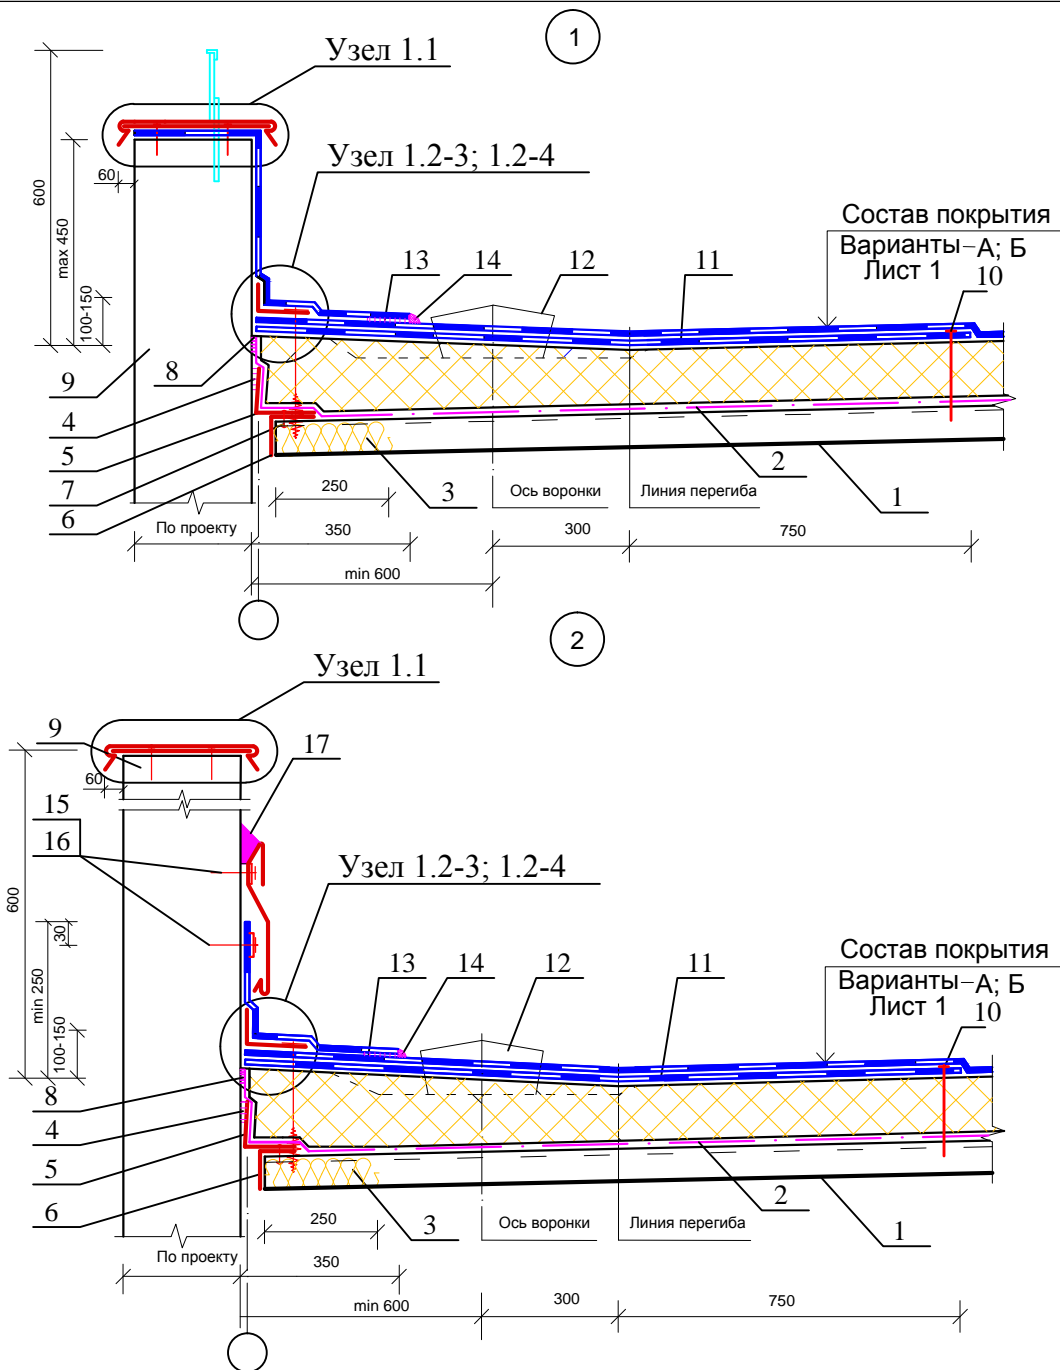 1
Узел 1.1
600
max 450
100-150
60
Узел 1.2-3; 1.2-4
Состав покрытия
Варианты-А; Б
Лист 1
10
13
14
12
11
9
8
4
5
7
6
250
3
Ось воронки
Линия перегиба
2
1
По проекту
350
300
750
min 600
2
Узел 1.1
9
17
60
15
16
600
30
min 250
100-150
Узел 1.2-3; 1.2-4
Состав покрытия
Варианты-А; Б
Лист 1
10
13
14
12
11
8
4
5
6
250
3
Ось воронки
Линия перегиба
2
1
По проекту
350
min 600
300
750